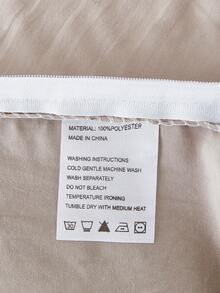 MATERIAL: 100%POLYESTER
MADE IN CHINA
WASHING INSTRUCTIONS
COLD GENTLE MACHINE WASH
WASH SEPARATELY
DO NOT BLEACH
TEMPERATURE IRONING
TUMBLE DRY WITH MEDIUM HEAT
30